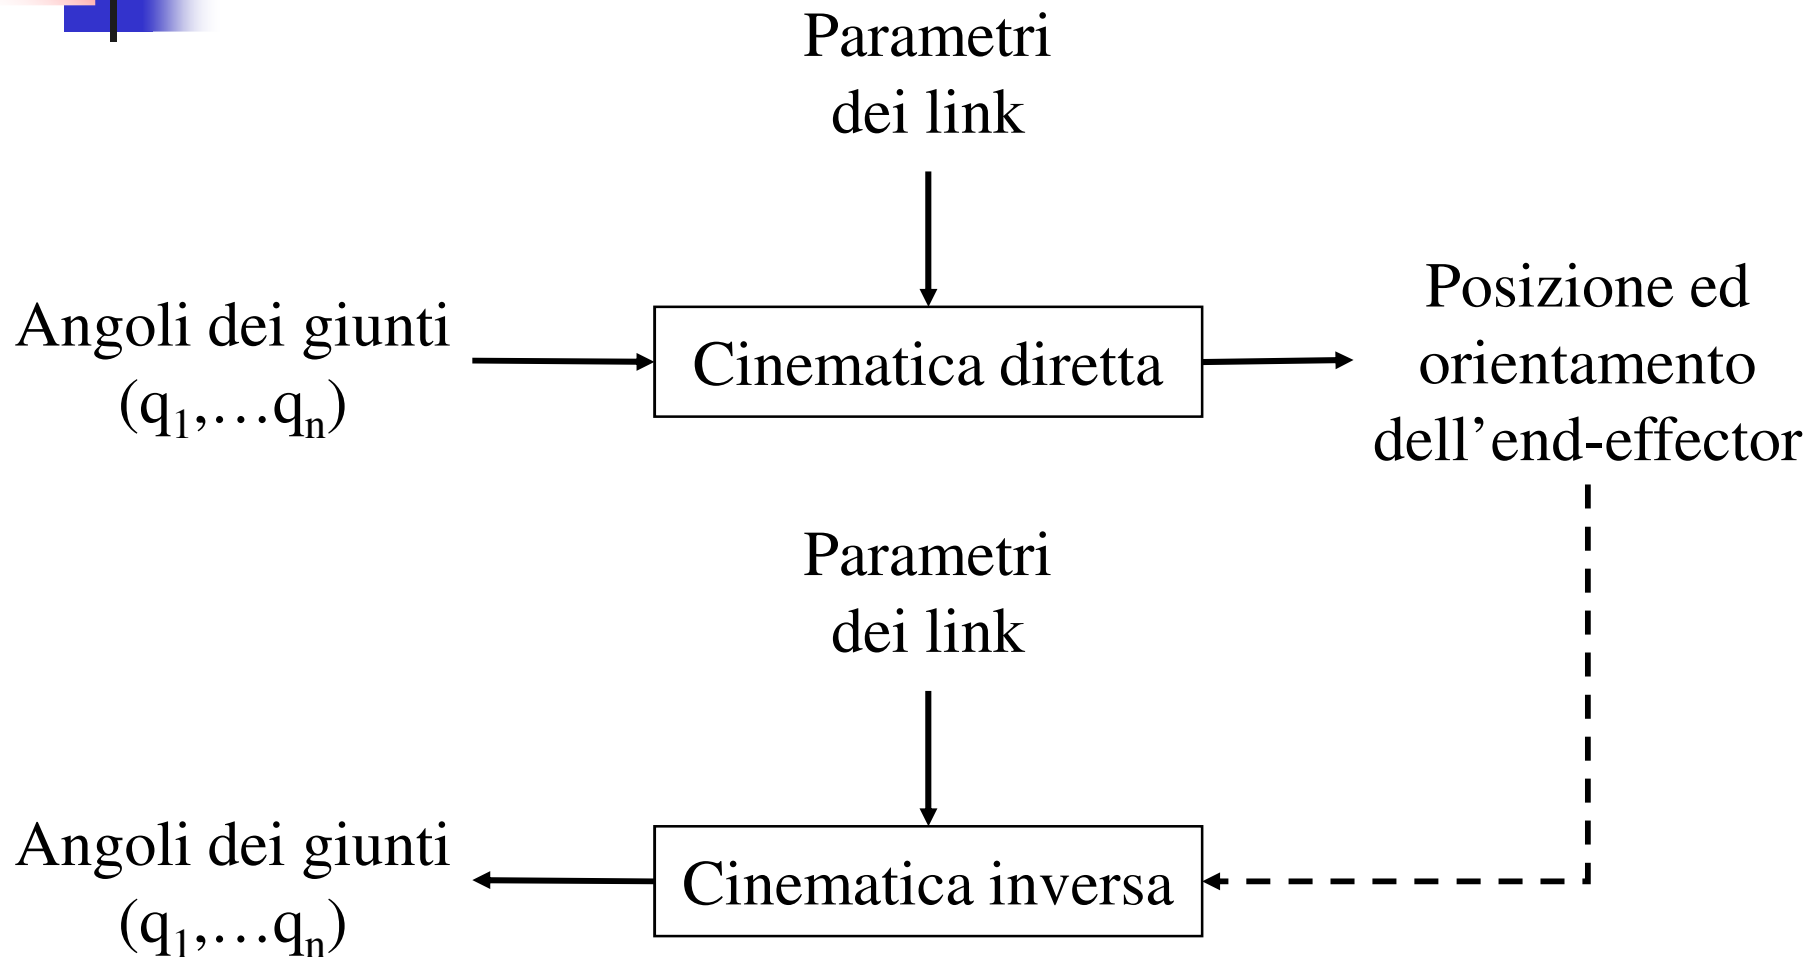 Parametri
dei link
Angoli dei giunti
(q₁,…qₙ)
Cinematica diretta
Posizione ed
orientamento
dell’end-effector
Parametri
dei link
Angoli dei giunti
(q₁,…qₙ)
Cinematica inversa